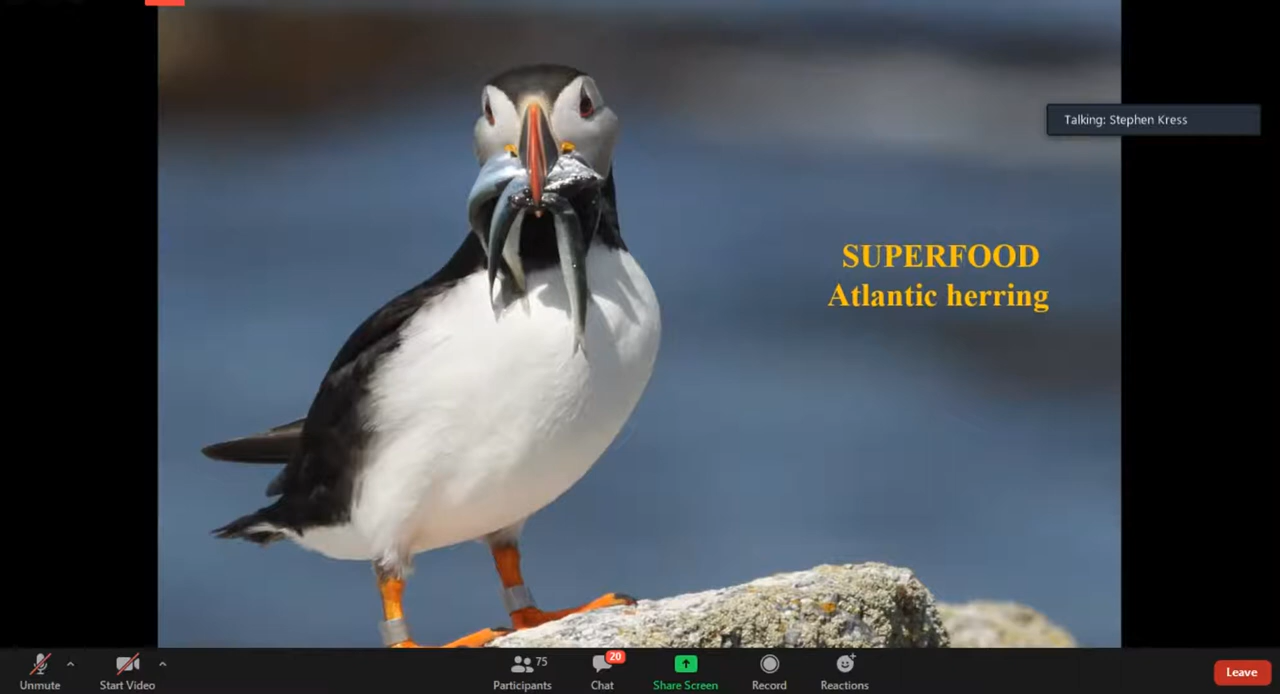 Talking: Stephen Kress
SUPERFOOD
Atlantic herring
75
20
Unmute
Start Video
Participants
Chat
Share Screen
Record
Reactions
Leave